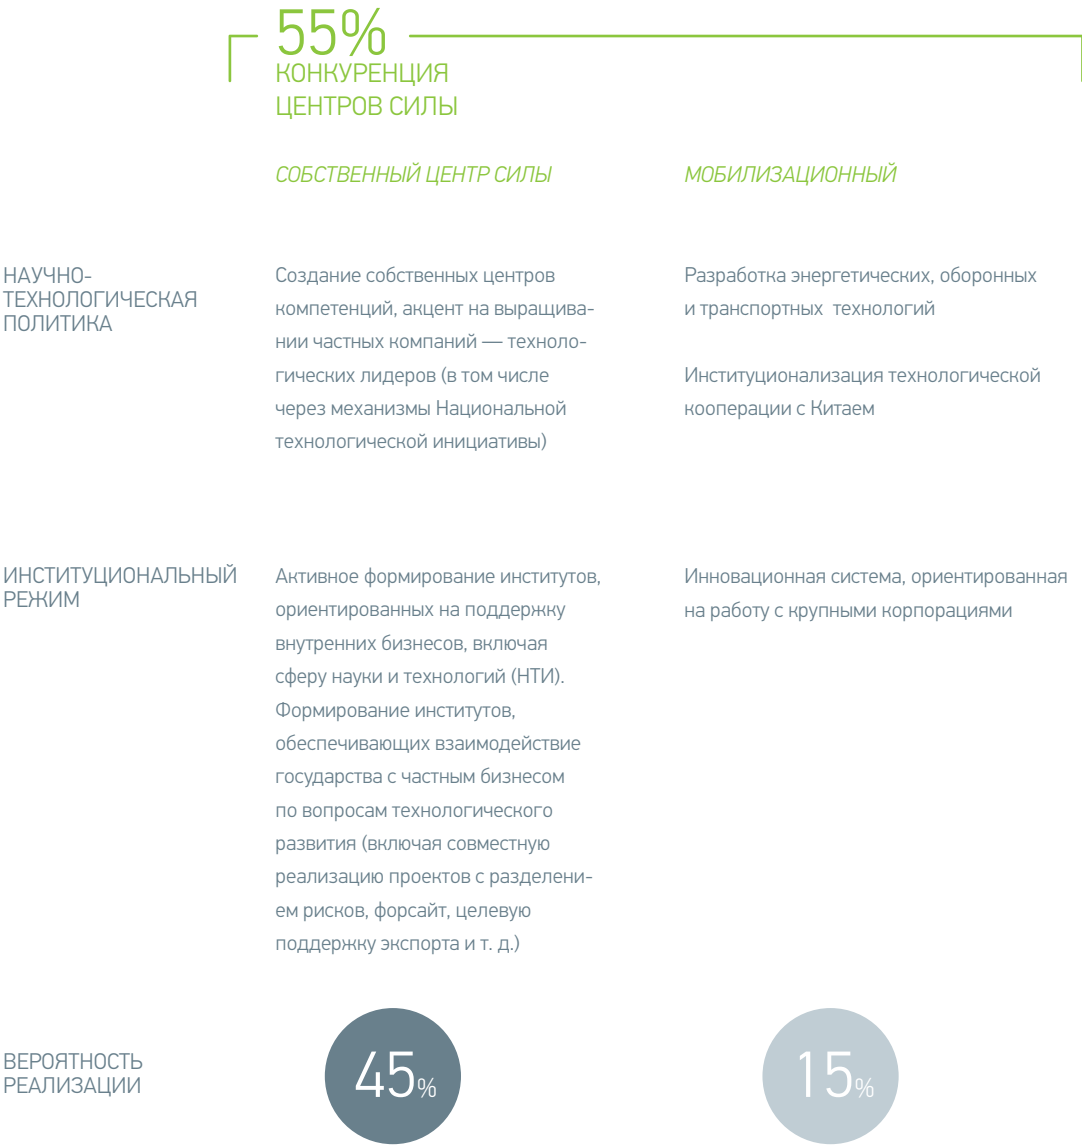 55%
КОНКУРЕНЦИЯ
ЦЕНТРОВ СИЛЫ
СОБСТВЕННЫЙ ЦЕНТР СИЛЫ
МОБИЛИЗАЦИОННЫЙ
НАУЧНО-
ТЕХНОЛОГИЧЕСКАЯ
ПОЛИТИКА
Создание собственных центров
компетенций, акцент на выращива-
нии частных компаний — техноло-
гических лидеров (в том числе
через механизмы Национальной
технологической инициативы)
Разработка энергетических, оборонных
и транспортных технологий
Институционализация технологической
кооперации с Китаем
ИНСТИТУЦИОНАЛЬНЫЙ
РЕЖИМ
Активное формирование институтов,
ориентированных на поддержку
внутренних бизнесов, включая
сферу науки и технологий (НТИ).
Формирование институтов,
обеспечивающих взаимодействие
государства с частным бизнесом
по вопросам технологического
развития (включая совместную
реализацию проектов с разделени-
ем рисков, форсайт, целевую
поддержку экспорта и т. д.)
Инновационная система, ориентированная
на работу с крупными корпорациями
ВЕРОЯТНОСТЬ
РЕАЛИЗАЦИИ
45%
15%